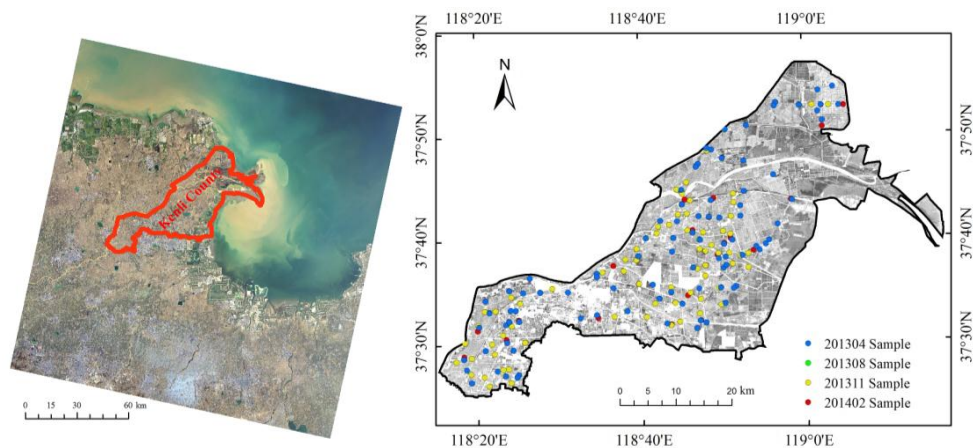 Kenli County
0 30 60 km
118°20'E 118°40'E 119°0'E
38°0'N
37°50'N
37°40'N
37°30'N
N
38°0'N
37°50'N
37°40'N
37°30'N
201304 Sample
201308 Sample
201311 Sample
201402 Sample
0 5 10 20 km
118°20'E 118°40'E 119°0'E